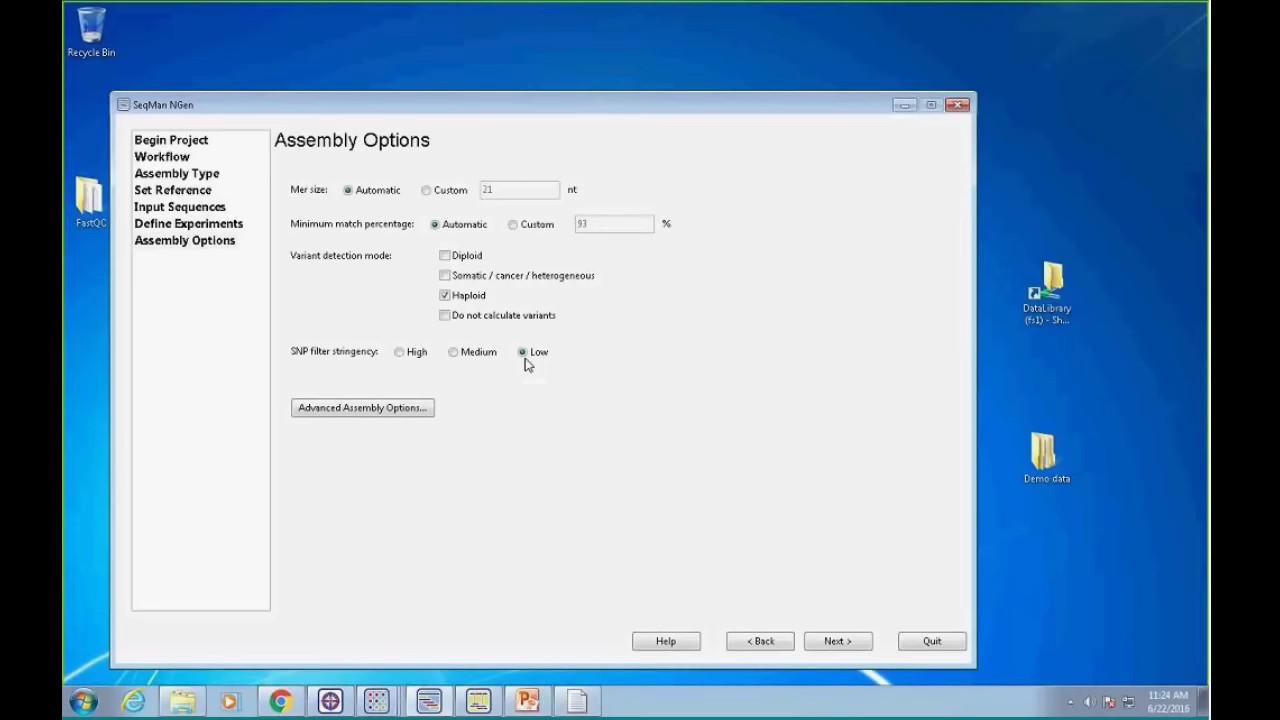 Recycle Bin
SeqMan NGen
Begin Project
Workflow
Assembly Type
Set Reference
Input Sequences
Define Experiments
Assembly Options
Assembly Options
Mer size: Automatic Custom 21 nt
Minimum match percentage: Automatic Custom 93 %
Variant detection mode: Diploid
Somatic / cancer / heterogeneous
Haploid
Do not calculate variants
SNP filter stringency: High Medium Low
Advanced Assembly Options...
Help < Back Next > Quit
FastQC
DataLibrary
(fs1) - Sh...
Demo data
11:24 AM
6/22/2016